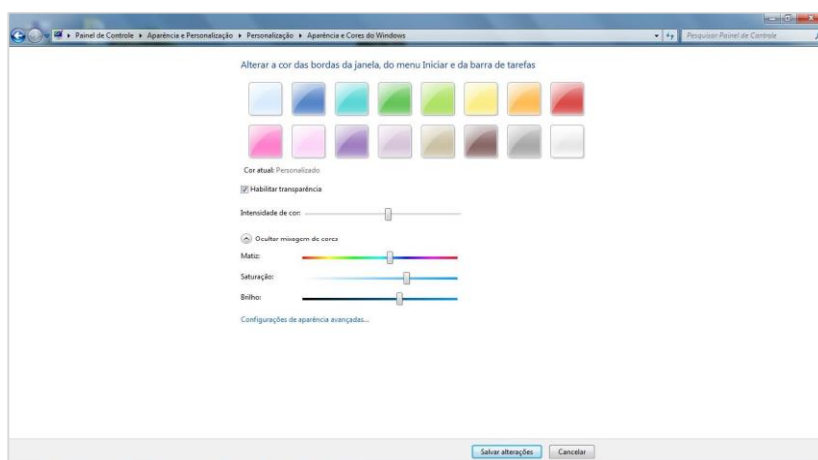 Painel de Controle ▸ Aparência e Personalização ▸ Personalização ▸ Aparência e Cores do Windows
Pesquisar Painel de Controle
Alterar a cor das bordas da janela, do menu Iniciar e da barra de tarefas
Cor atual: Personalizado
Habilitar transparência
Intensidade de cor:
Ocultar mixagem de cores
Matiz:
Saturação:
Brilho:
Configurações de aparência avançadas...
Salvar alterações
Cancelar